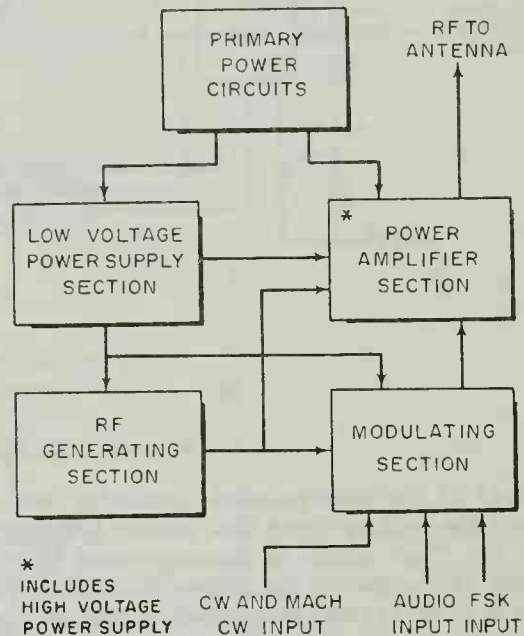 PRIMARY
POWER
CIRCUITS
RF TO
ANTENNA
LOW VOLTAGE
POWER SUPPLY
SECTION
*
POWER
AMPLIFIER
SECTION
RF
GENERATING
SECTION
MODULATING
SECTION
*
INCLUDES
HIGH VOLTAGE
POWER SUPPLY
CW AND MACH
CW INPUT
AUDIO
INPUT
FSK
INPUT